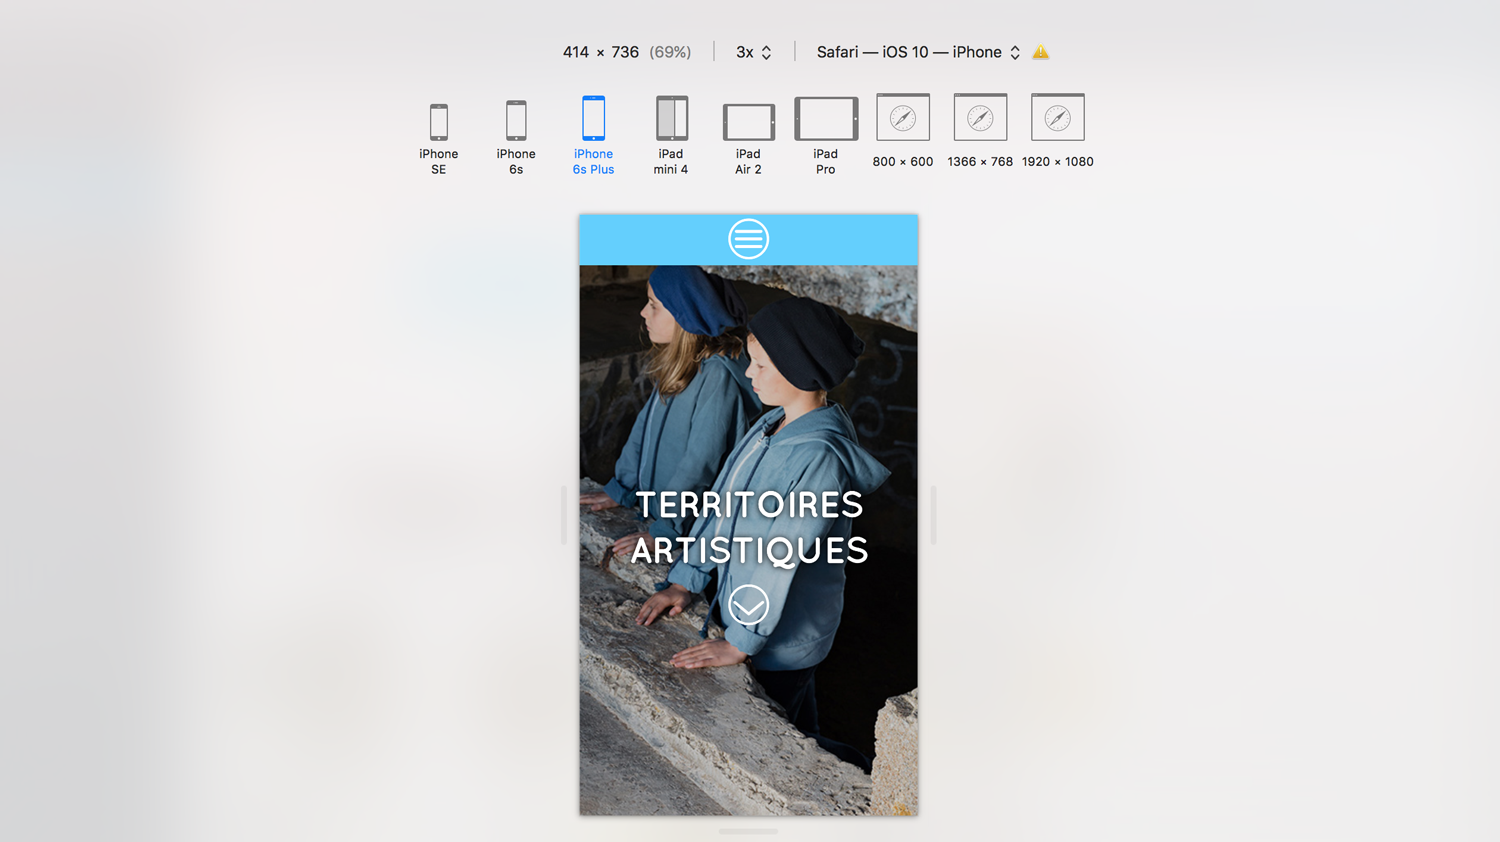 414 × 736 (69%) 3x Safari — iOS 10 — iPhone
iPhone
SE
iPhone
6s
iPhone
6s Plus
iPad
mini 4
iPad
Air 2
iPad
Pro
800 × 600
1366 × 768
1920 × 1080
TERRITOIRES
ARTISTIQUES